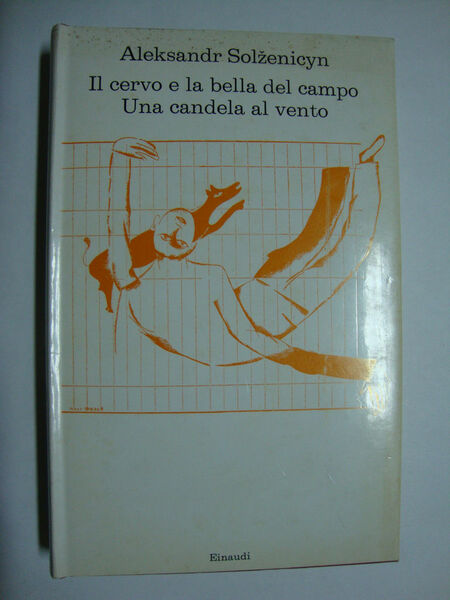 Aleksandr Solženicyn
Il cervo e la bella del campo
Una candela al vento
Einaudi